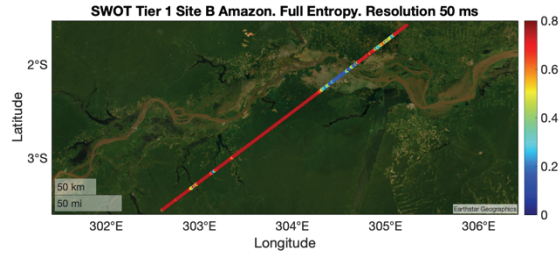 SWOT Tier 1 Site B Amazon. Full Entropy. Resolution 50 ms
0.8
0.6
0.4
0.2
0
Latitude
2°S
3°S
50 km
50 mi
Earthstar Geographics
302°E
303°E
304°E
305°E
306°E
Longitude